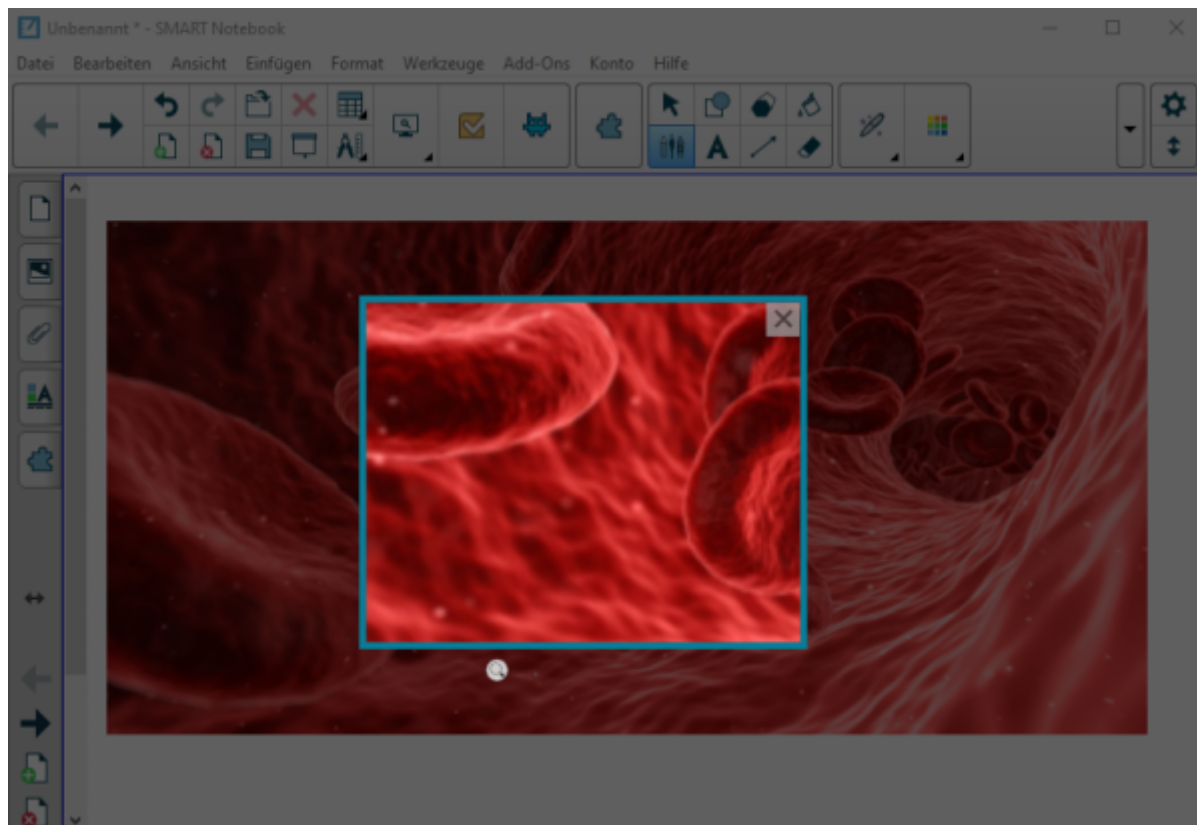 Unbenannt * - SMART Notebook
Datei Bearbeiten Ansicht Einfügen Format Werkzeuge Add-Ons Konto Hilfe